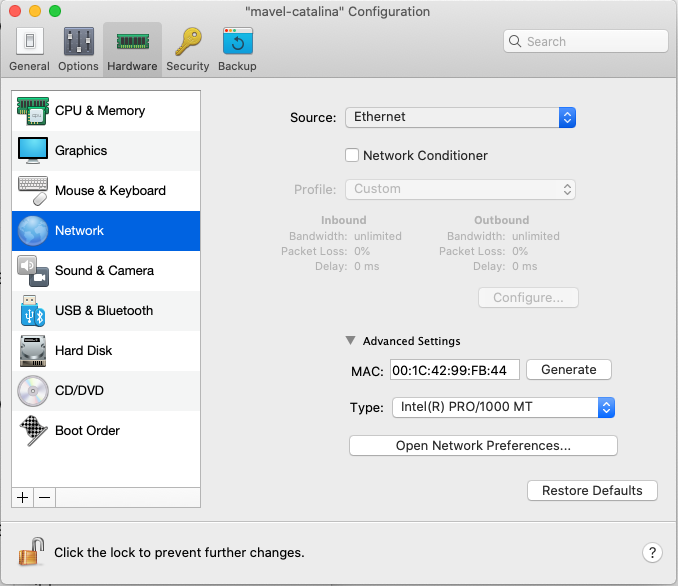 "mavel-catalina" Configuration
General Options Hardware Security Backup
Search
CPU & Memory
Graphics
Mouse & Keyboard
Network
Sound & Camera
USB & Bluetooth
Hard Disk
CD/DVD
Boot Order
Source: Ethernet
Network Conditioner
Profile: Custom
Inbound Outbound
Bandwidth: unlimited Bandwidth: unlimited
Packet Loss: 0% Packet Loss: 0%
Delay: 0 ms Delay: 0 ms
Configure...
Advanced Settings
MAC: 00:1C:42:99:FB:44 Generate
Type: Intel(R) PRO/1000 MT
Open Network Preferences...
Restore Defaults
Click the lock to prevent further changes.
?